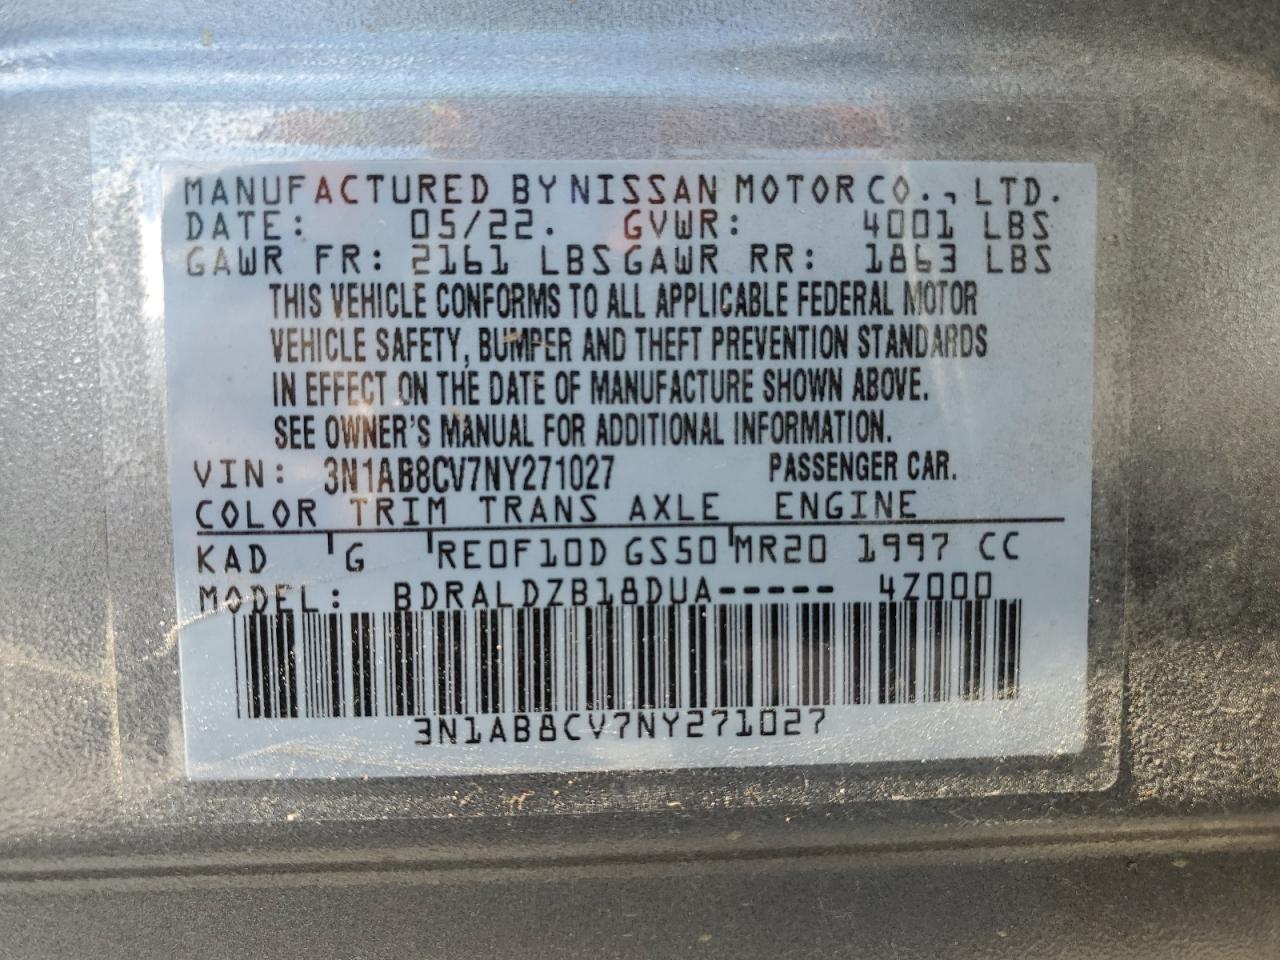 MANUFACTURED BY NISSAN MOTOR CO., LTD.
DATE: 05/22. GVWR: 4001 LBS
GAWR FR: 2161 LBS GAWR RR: 1863 LBS
THIS VEHICLE CONFORMS TO ALL APPLICABLE FEDERAL MOTOR
VEHICLE SAFETY, BUMPER AND THEFT PREVENTION STANDARDS
IN EFFECT ON THE DATE OF MANUFACTURE SHOWN ABOVE.
SEE OWNER'S MANUAL FOR ADDITIONAL INFORMATION.
VIN: 3N1AB8CV7NY271027 PASSENGER CAR.
COLOR TRIM TRANS AXLE ENGINE
KAD G RE0F10D GS50 MR20 1997 CC
MODEL: BDRALDZB18DUA----- 4Z000
3N1AB8CV7NY271027